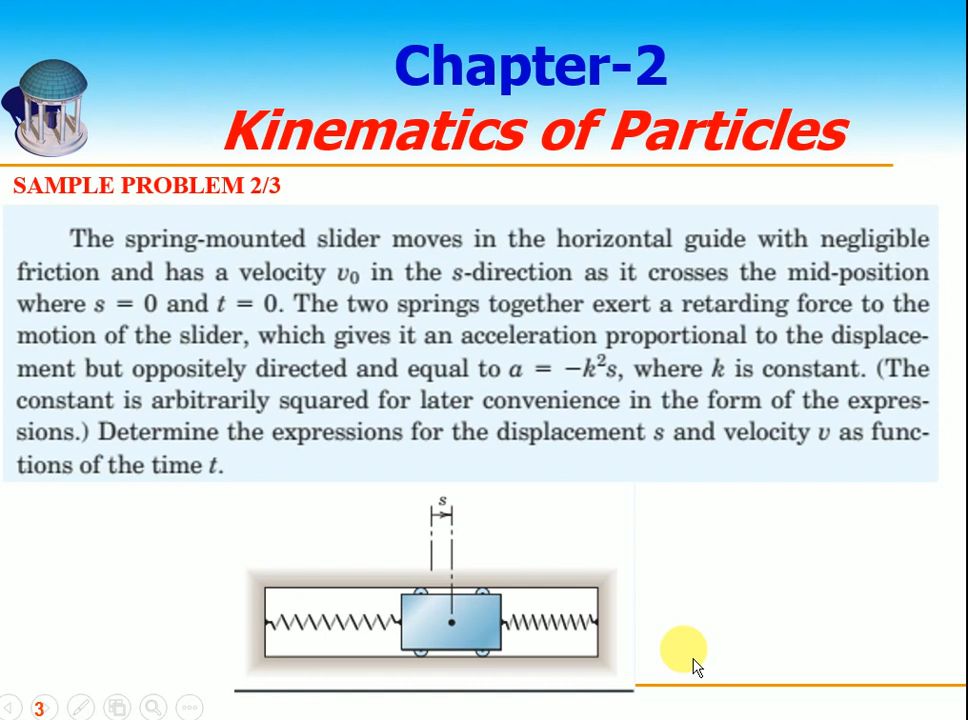 Chapter-2
Kinematics of Particles
SAMPLE PROBLEM 2/3
The spring-mounted slider moves in the horizontal guide with negligible
friction and has a velocity v₀ in the s-direction as it crosses the mid-position
where s = 0 and t = 0. The two springs together exert a retarding force to the
motion of the slider, which gives it an acceleration proportional to the displace-
ment but oppositely directed and equal to a = −k²s, where k is constant. (The
constant is arbitrarily squared for later convenience in the form of the expres-
sions.) Determine the expressions for the displacement s and velocity v as func-
tions of the time t.
s
3